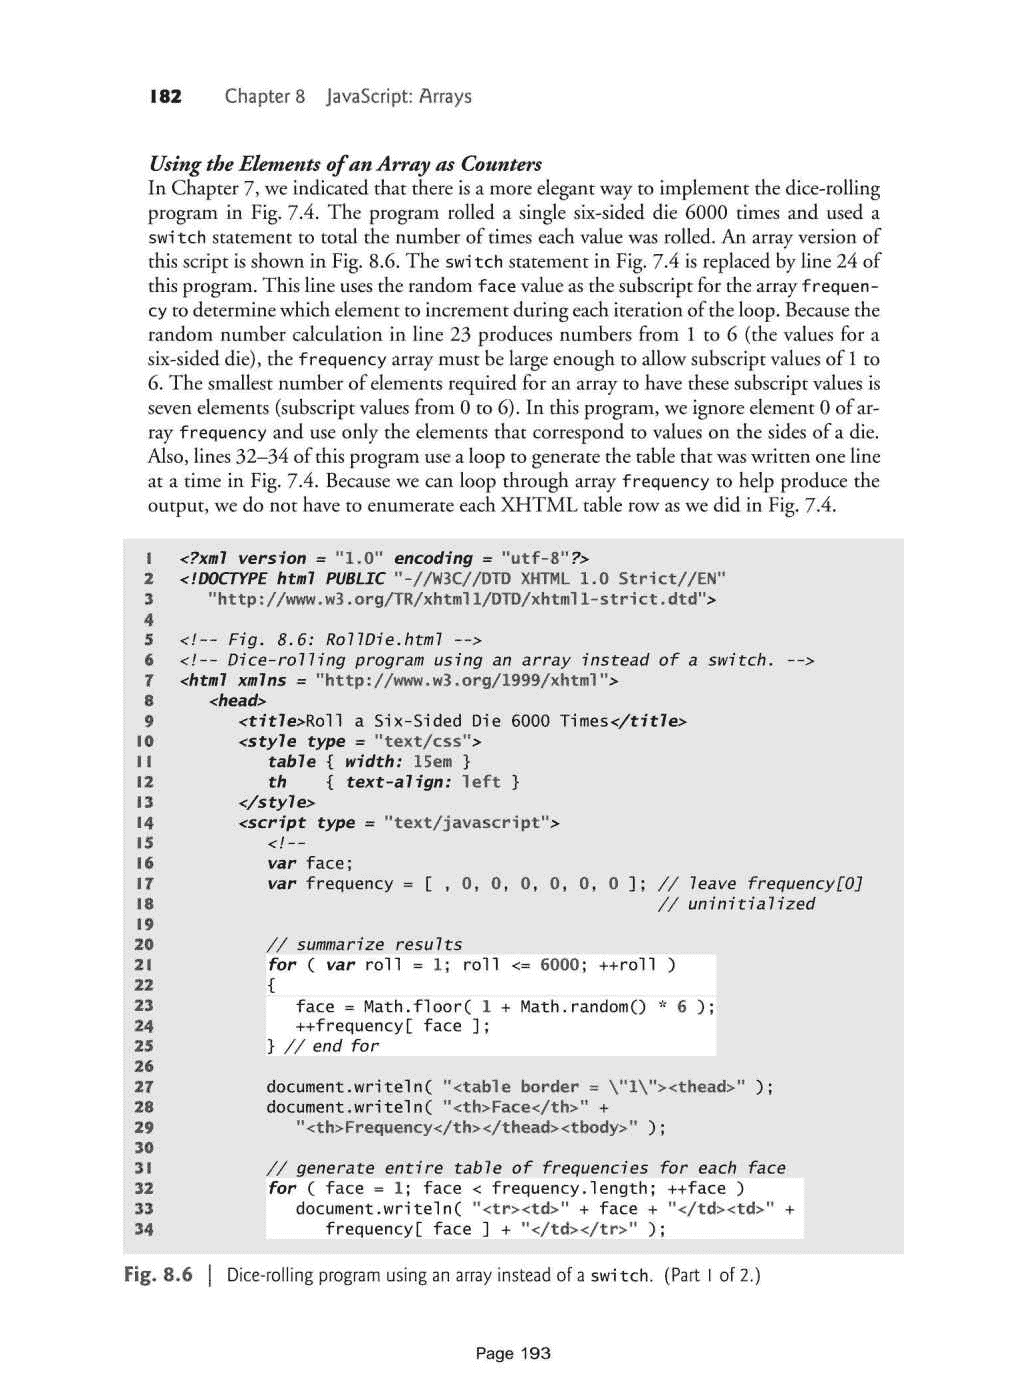 182 Chapter 8 JavaScript: Arrays
Using the Elements of an Array as Counters
In Chapter 7, we indicated that there is a more elegant way to implement the dice-rolling
program in Fig. 7.4. The program rolled a single six-sided die 6000 times and used a
switch statement to total the number of times each value was rolled. An array version of
this script is shown in Fig. 8.6. The switch statement in Fig. 7.4 is replaced by line 24 of
this program. This line uses the random face value as the subscript for the array frequen-
cy to determine which element to increment during each iteration of the loop. Because the
random number calculation in line 23 produces numbers from 1 to 6 (the values for a
six-sided die), the frequency array must be large enough to allow subscript values of 1 to
6. The smallest number of elements required for an array to have these subscript values is
seven elements (subscript values from 0 to 6). In this program, we ignore element 0 of ar-
ray frequency and use only the elements that correspond to values on the sides of a die.
Also, lines 32–34 of this program use a loop to generate the table that was written one line
at a time in Fig. 7.4. Because we can loop through array frequency to help produce the
output, we do not have to enumerate each XHTML table row as we did in Fig. 7.4.
1 <?xml version = "1.0" encoding = "utf-8"?>
2 <!DOCTYPE html PUBLIC "-//W3C//DTD XHTML 1.0 Strict//EN"
3 "http://www.w3.org/TR/xhtml1/DTD/xhtml1-strict.dtd">
4
5 <!-- Fig. 8.6: RollDie.html -->
6 <!-- Dice-rolling program using an array instead of a switch. -->
7 <html xmlns = "http://www.w3.org/1999/xhtml">
8 <head>
9 <title>Roll a Six-Sided Die 6000 Times</title>
10 <style type = "text/css">
11 table { width: 15em }
12 th { text-align: left }
13 </style>
14 <script type = "text/javascript">
15 <!--
16 var face;
17 var frequency = [ , 0, 0, 0, 0, 0, 0 ]; // leave frequency[0]
18 // uninitialized
19
20 // summarize results
21 for ( var roll = 1; roll <= 6000; ++roll )
22 {
23 face = Math.floor( 1 + Math.random() * 6 );
24 ++frequency[ face ];
25 } // end for
26
27 document.writeln( "<table border = \"1\"><thead>" );
28 document.writeln( "<th>Face</th>" +
29 "<th>Frequency</th></thead><tbody>" );
30
31 // generate entire table of frequencies for each face
32 for ( face = 1; face < frequency.length; ++face )
33 document.writeln( "<tr><td>" + face + "</td><td>" +
34 frequency[ face ] + "</td></tr>" );
Fig. 8.6 | Dice-rolling program using an array instead of a switch. (Part 1 of 2.)
Page 193